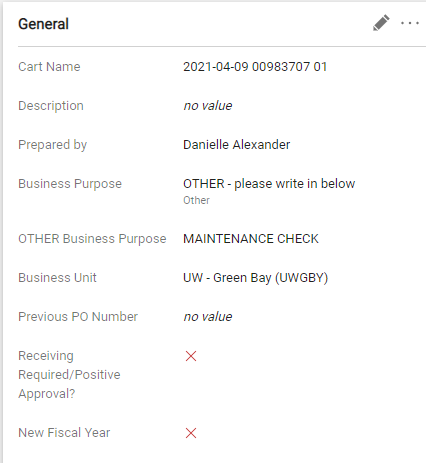 General
Cart Name 2021-04-09 00983707 01
Description no value
Prepared by Danielle Alexander
Business Purpose OTHER - please write in below
Other
OTHER Business Purpose MAINTENANCE CHECK
Business Unit UW - Green Bay (UWGBY)
Previous PO Number no value
Receiving
Required/Positive
Approval?
New Fiscal Year